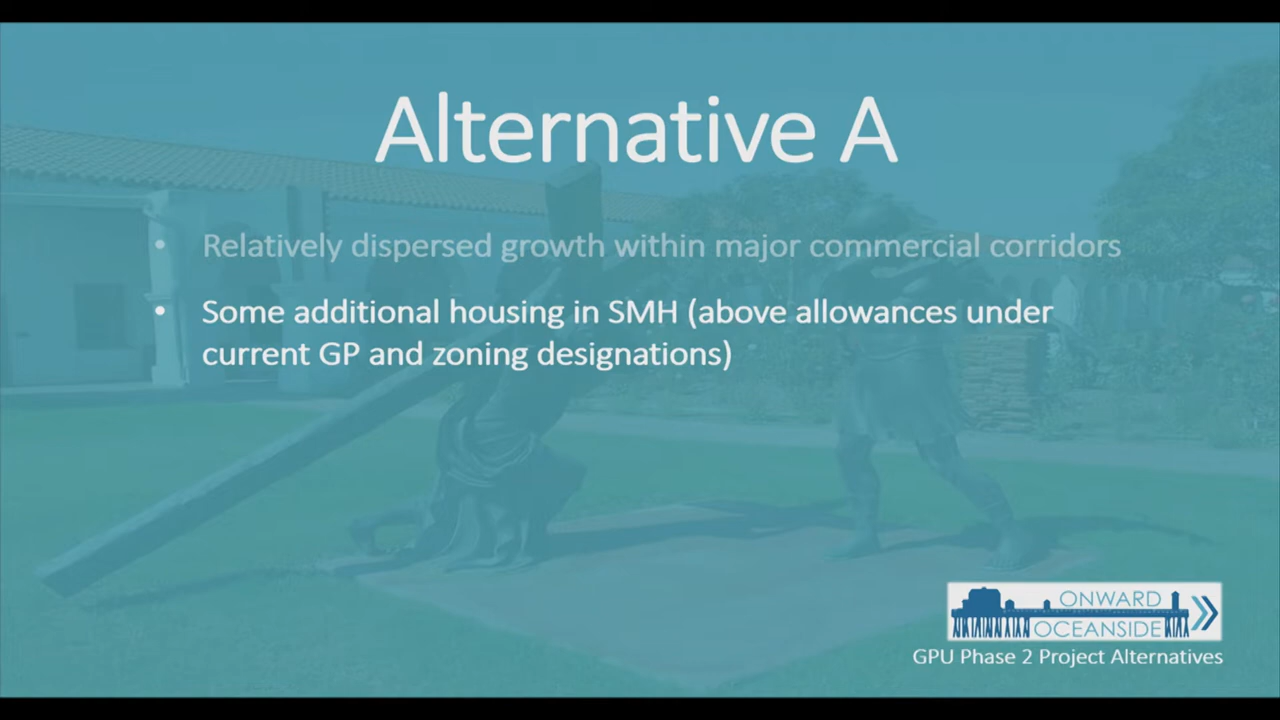 Alternative A
• Relatively dispersed growth within major commercial corridors
• Some additional housing in SMH (above allowances under
current GP and zoning designations)
ONWARD
OCEANSIDE
GPU Phase 2 Project Alternatives